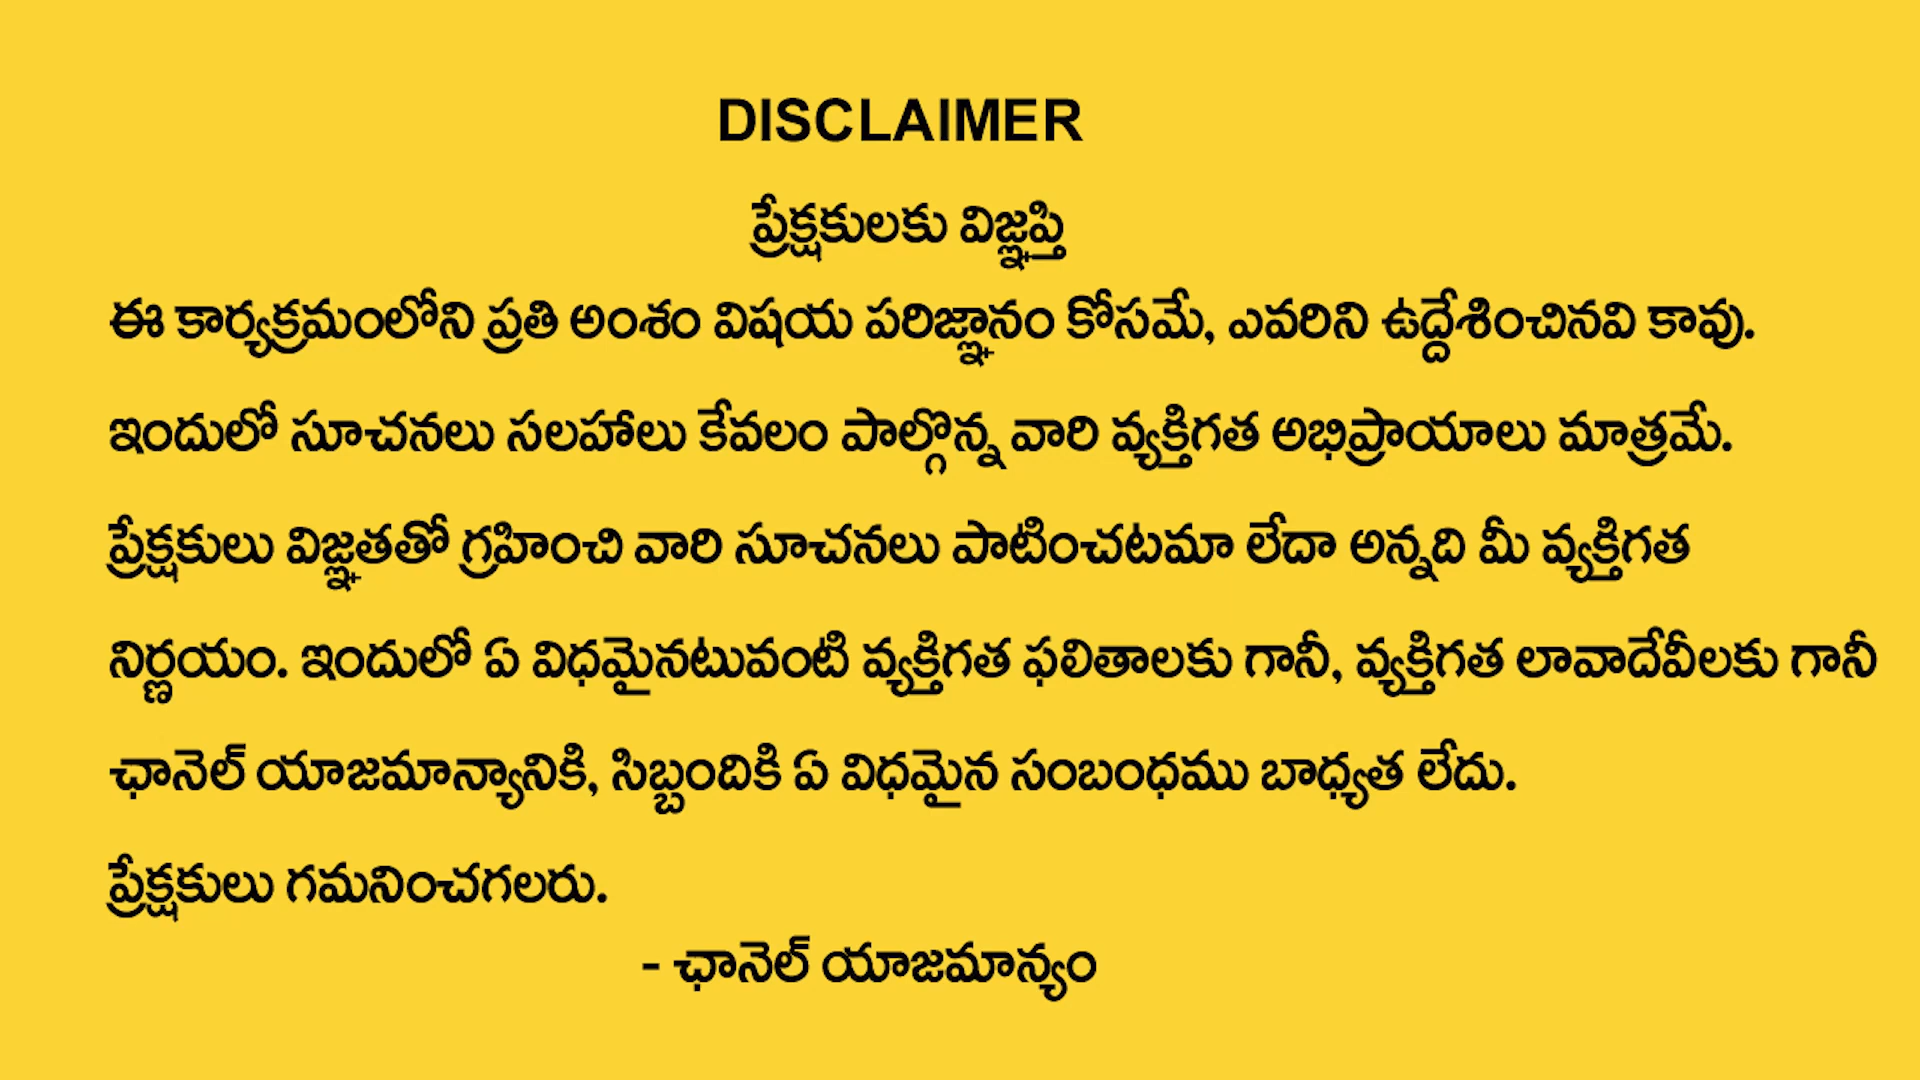 DISCLAIMER
ప్రేక్షకులకు విజ్ఞప్తి
ఈ కార్యక్రమంలోని ప్రతి అంశం విషయ పరిజ్ఞానం కోసమే, ఎవరిని ఉద్దేశించినవి కావు.
ఇందులో సూచనలు సలహాలు కేవలం పాల్గొన్న వారి వ్యక్తిగత అభిప్రాయాలు మాత్రమే.
ప్రేక్షకులు విజ్ఞతతో గ్రహించి వారి సూచనలు పాటించటమా లేదా అన్నది మీ వ్యక్తిగత
నిర్ణయం. ఇందులో ఏ విధమైనటువంటి వ్యక్తిగత ఫలితాలకు గానీ, వ్యక్తిగత లావాదేవీలకు గానీ
ఛానెల్ యాజమాన్యానికి, సిబ్బందికి ఏ విధమైన సంబంధము బాధ్యత లేదు.
ప్రేక్షకులు గమనించగలరు.
- ఛానెల్ యాజమాన్యం